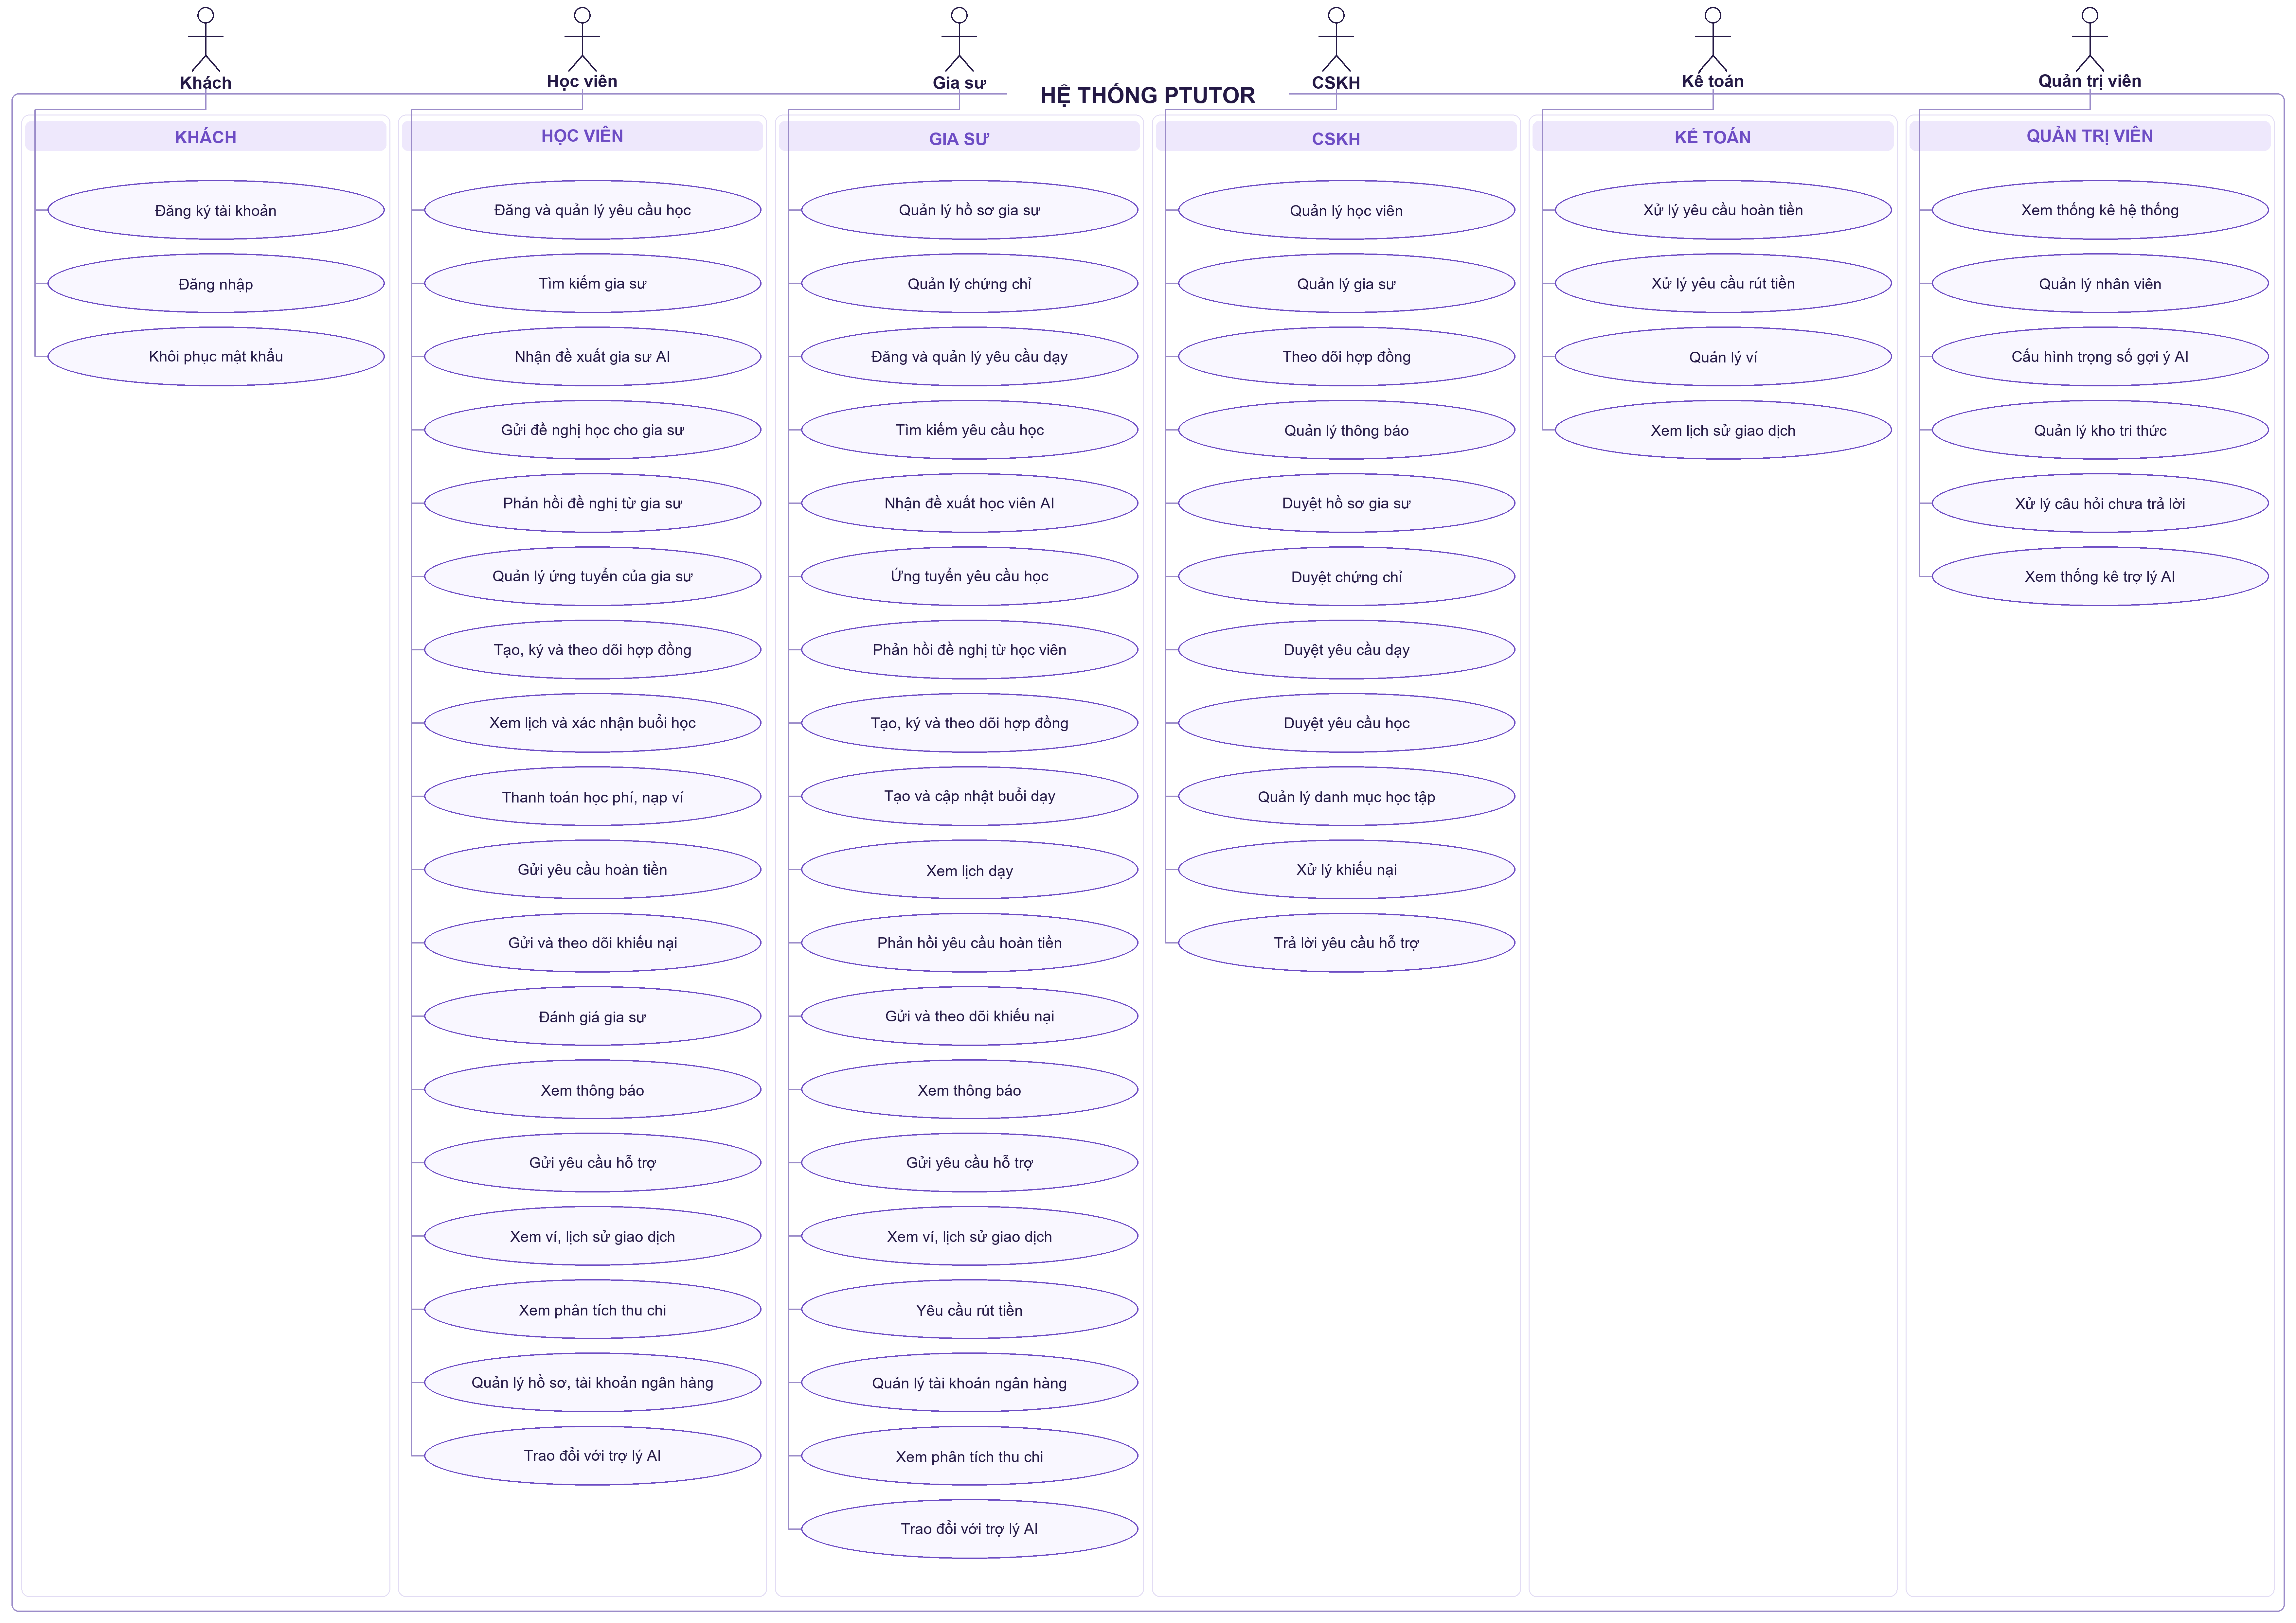 Khách
Học viên
Gia sư
CSKH
Kế toán
Quản trị viên
HỆ THỐNG PTUTOR
KHÁCH
Đăng ký tài khoản
Đăng nhập
Khôi phục mật khẩu
HỌC VIÊN
Đăng và quản lý yêu cầu học
Tìm kiếm gia sư
Nhận đề xuất gia sư AI
Gửi đề nghị học cho gia sư
Phản hồi đề nghị từ gia sư
Quản lý ứng tuyển của gia sư
Tạo, ký và theo dõi hợp đồng
Xem lịch và xác nhận buổi học
Thanh toán học phí, nạp ví
Gửi yêu cầu hoàn tiền
Gửi và theo dõi khiếu nại
Đánh giá gia sư
Xem thông báo
Gửi yêu cầu hỗ trợ
Xem ví, lịch sử giao dịch
Xem phân tích thu chi
Quản lý hồ sơ, tài khoản ngân hàng
Trao đổi với trợ lý AI
GIA SƯ
Quản lý hồ sơ gia sư
Quản lý chứng chỉ
Đăng và quản lý yêu cầu dạy
Tìm kiếm yêu cầu học
Nhận đề xuất học viên AI
Ứng tuyển yêu cầu học
Phản hồi đề nghị từ học viên
Tạo, ký và theo dõi hợp đồng
Tạo và cập nhật buổi dạy
Xem lịch dạy
Phản hồi yêu cầu hoàn tiền
Gửi và theo dõi khiếu nại
Xem thông báo
Gửi yêu cầu hỗ trợ
Xem ví, lịch sử giao dịch
Yêu cầu rút tiền
Quản lý tài khoản ngân hàng
Xem phân tích thu chi
Trao đổi với trợ lý AI
CSKH
Quản lý học viên
Quản lý gia sư
Theo dõi hợp đồng
Quản lý thông báo
Duyệt hồ sơ gia sư
Duyệt chứng chỉ
Duyệt yêu cầu dạy
Duyệt yêu cầu học
Quản lý danh mục học tập
Xử lý khiếu nại
Trả lời yêu cầu hỗ trợ
KẾ TOÁN
Xử lý yêu cầu hoàn tiền
Xử lý yêu cầu rút tiền
Quản lý ví
Xem lịch sử giao dịch
QUẢN TRỊ VIÊN
Xem thống kê hệ thống
Quản lý nhân viên
Cấu hình trọng số gợi ý AI
Quản lý kho tri thức
Xử lý câu hỏi chưa trả lời
Xem thống kê trợ lý AI